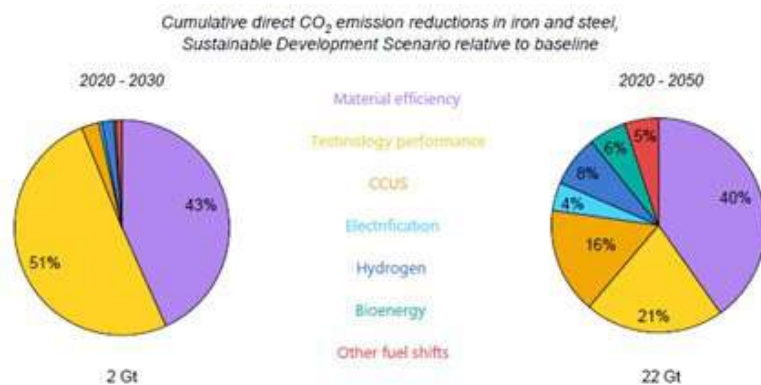 Cumulative direct CO₂ emission reductions in iron and steel,
Sustainable Development Scenario relative to baseline
2020 - 2030
2020 - 2050
Material efficiency
Technology performance
CCUS
Electrification
Hydrogen
Bioenergy
Other fuel shifts
43%
51%
2 Gt
5%
6%
8%
4%
40%
16%
21%
22 Gt